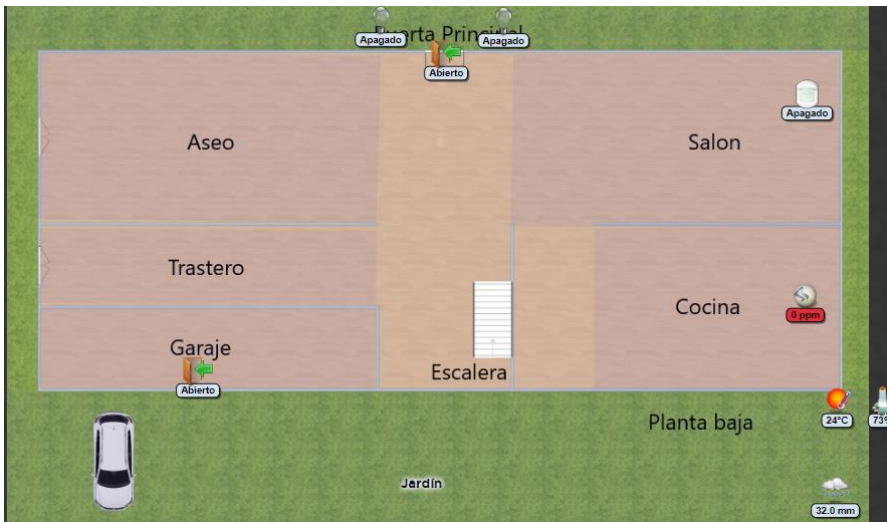 Puerta Principal
Apagado
Apagado
Abierto
Apagado
Aseo
Salon
Trastero
Cocina
0 ppm
Garaje
Abierto
Escalera
Planta baja
24°C
Jardín
32.0 mm